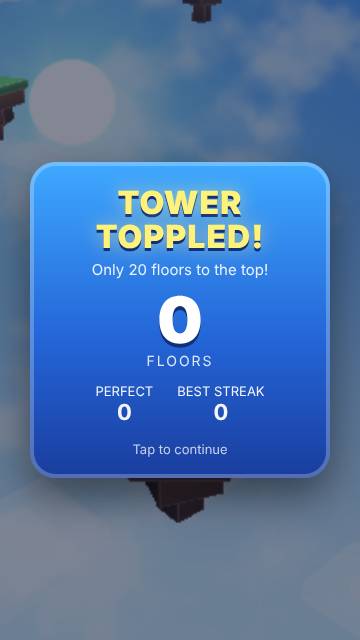 TOWER
TOPPLED!
Only 20 floors to the top!
0
FLOORS
PERFECT BEST STREAK
0 0
Tap to continue